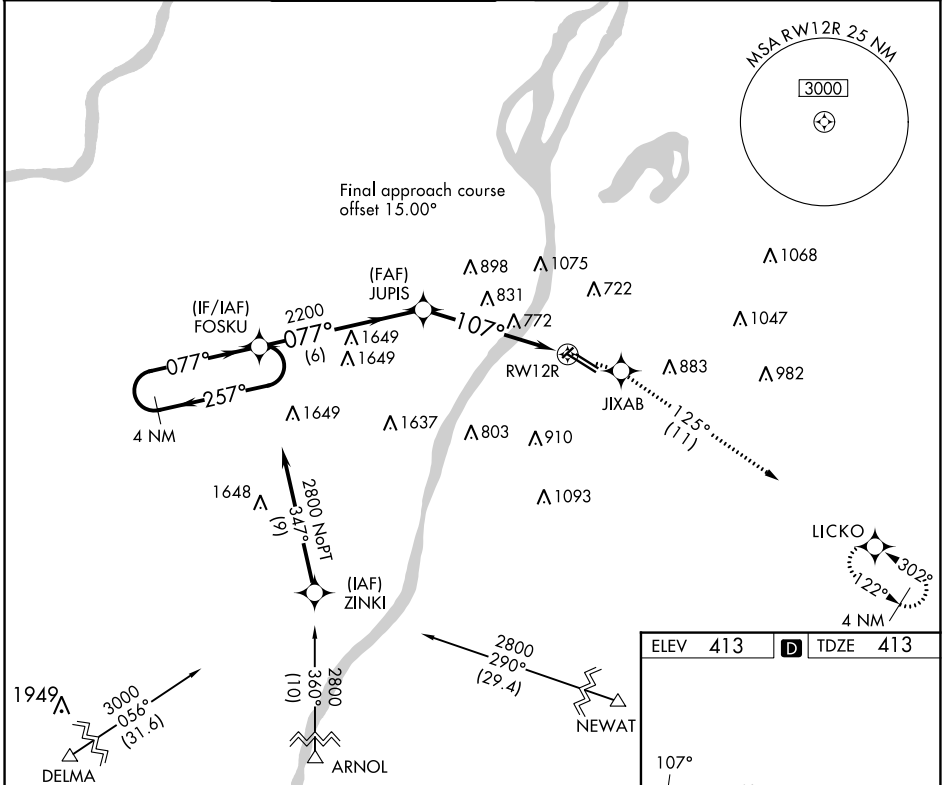 MSA RW12R 25 NM
3000
Final approach course
offset 15.00°
898
1075
1068
(FAF)
JUPIS
831
722
(IF/IAF)
FOSKU
2200
077°
(6)
107°
772
1047
1649
1649
077°
257°
4 NM
RW12R
JIXAB
883
982
1649
1637
803
910
125°
(11)
1648
2800 NoPT
347°
(9)
1093
LICKO
302°
122°
4 NM
(IAF)
ZINKI
2800
360°
(10)
2800
290°
(29.4)
NEWAT
1949
3000
056°
(31.6)
DELMA
ARNOL
ELEV 413 D TDZE 413
107°